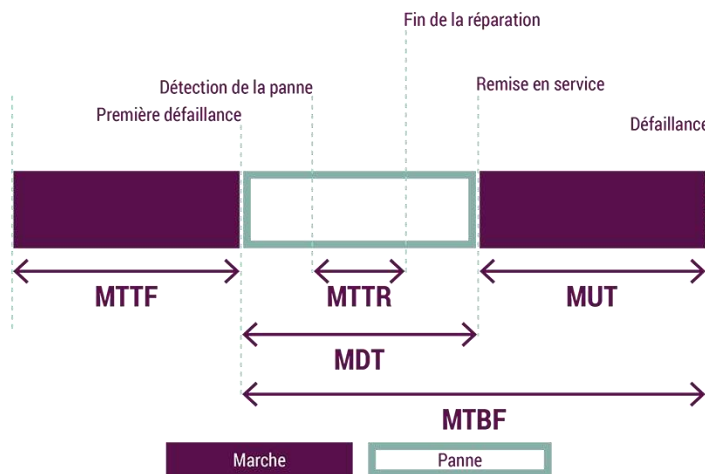 Fin de la réparation
Détection de la panne
Remise en service
Première défaillance
Défaillance
MTTF
MTTR
MUT
MDT
MTBF
Marche
Panne